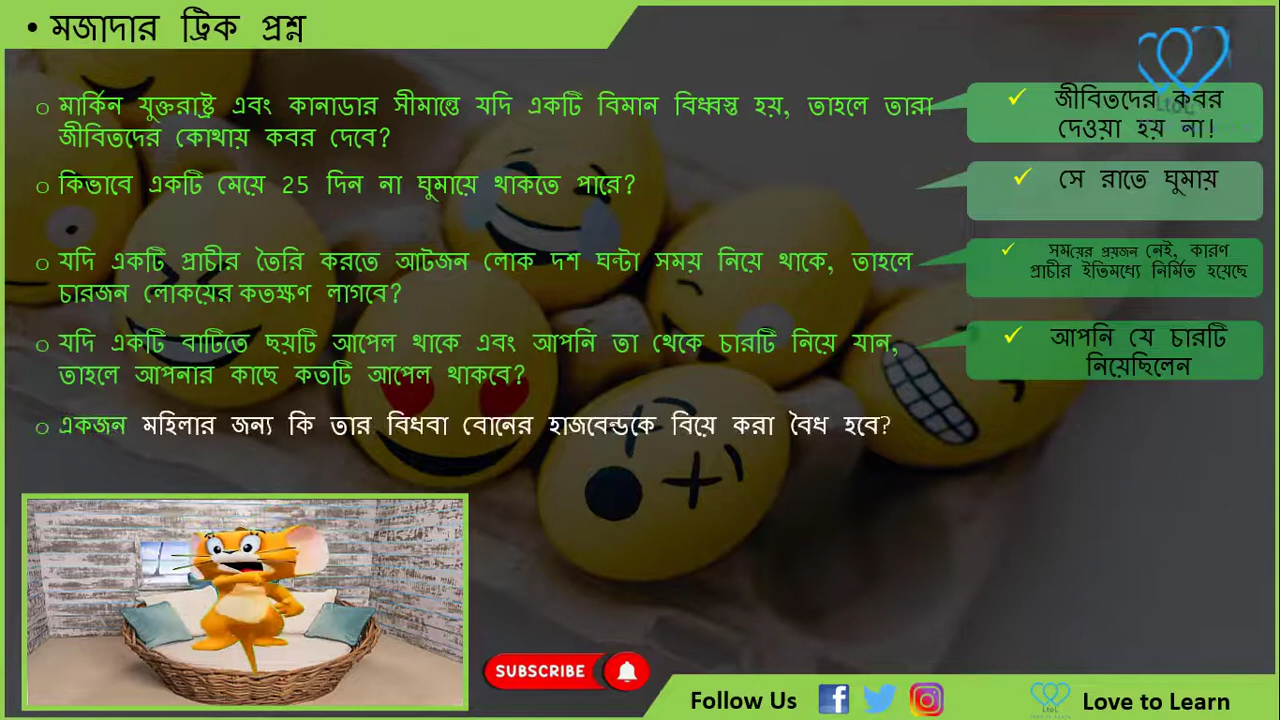 • মজাদার ট্রিক প্রশ্ন
o মার্কিন যুক্তরাষ্ট্র এবং কানাডার সীমান্তে যদি একটি বিমান বিধ্বস্ত হয়, তাহলে তারা
জীবিতদের কোথায় কবর দেবে?
✓ জীবিতদের কবর
দেওয়া হয় না!
o কিভাবে একটি মেয়ে 25 দিন না ঘুমায়ে থাকতে পারে?
✓ সে রাতে ঘুমায়
o যদি একটি প্রাচীর তৈরি করতে আটজন লোক দশ ঘন্টা সময় নিয়ে থাকে, তাহলে
চারজন লোকয়ের কতক্ষণ লাগবে?
✓ সময়ের প্রয়জন নেই, কারণ
প্রাচীর ইতিমধ্যে নির্মিত হয়েছে
o যদি একটি বাটিতে ছয়টি আপেল থাকে এবং আপনি তা থেকে চারটি নিয়ে যান,
তাহলে আপনার কাছে কতটি আপেল থাকবে?
✓ আপনি যে চারটি
নিয়েছিলেন
o একজন মহিলার জন্য কি তার বিধবা বোনের হাজবেন্ডকে বিয়ে করা বৈধ হবে?
SUBSCRIBE
Follow Us
LtoL
Love to Learn